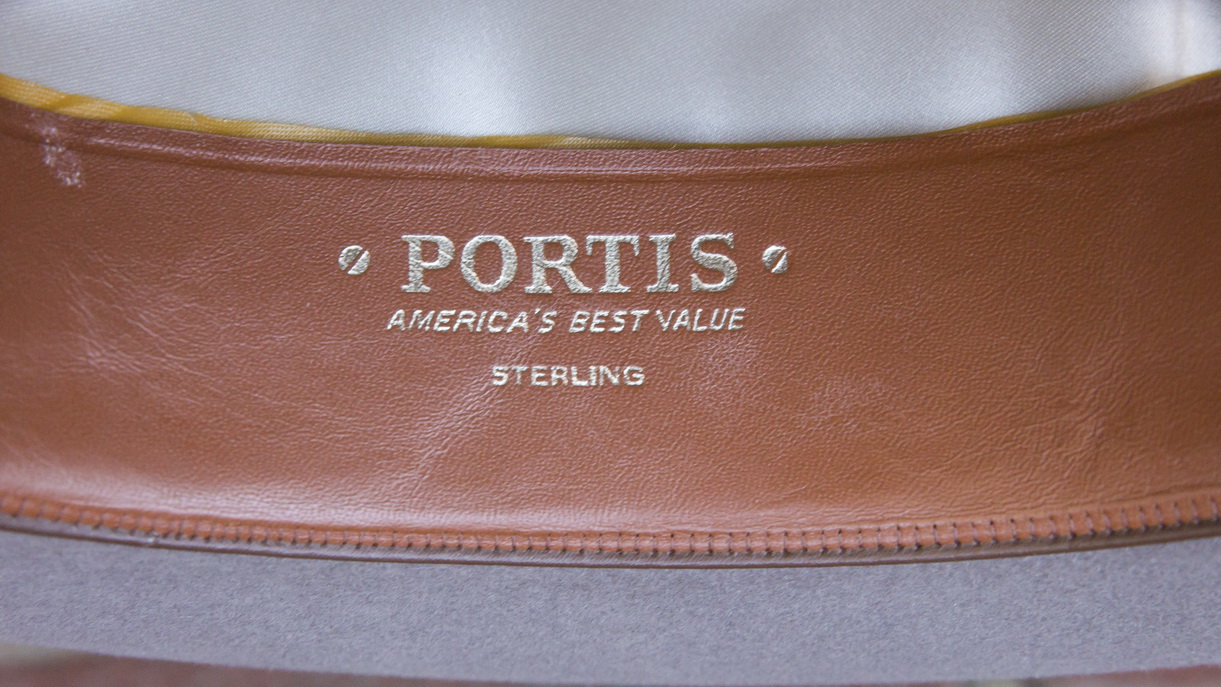 PORTIS
AMERICA'S BEST VALUE
STERLING